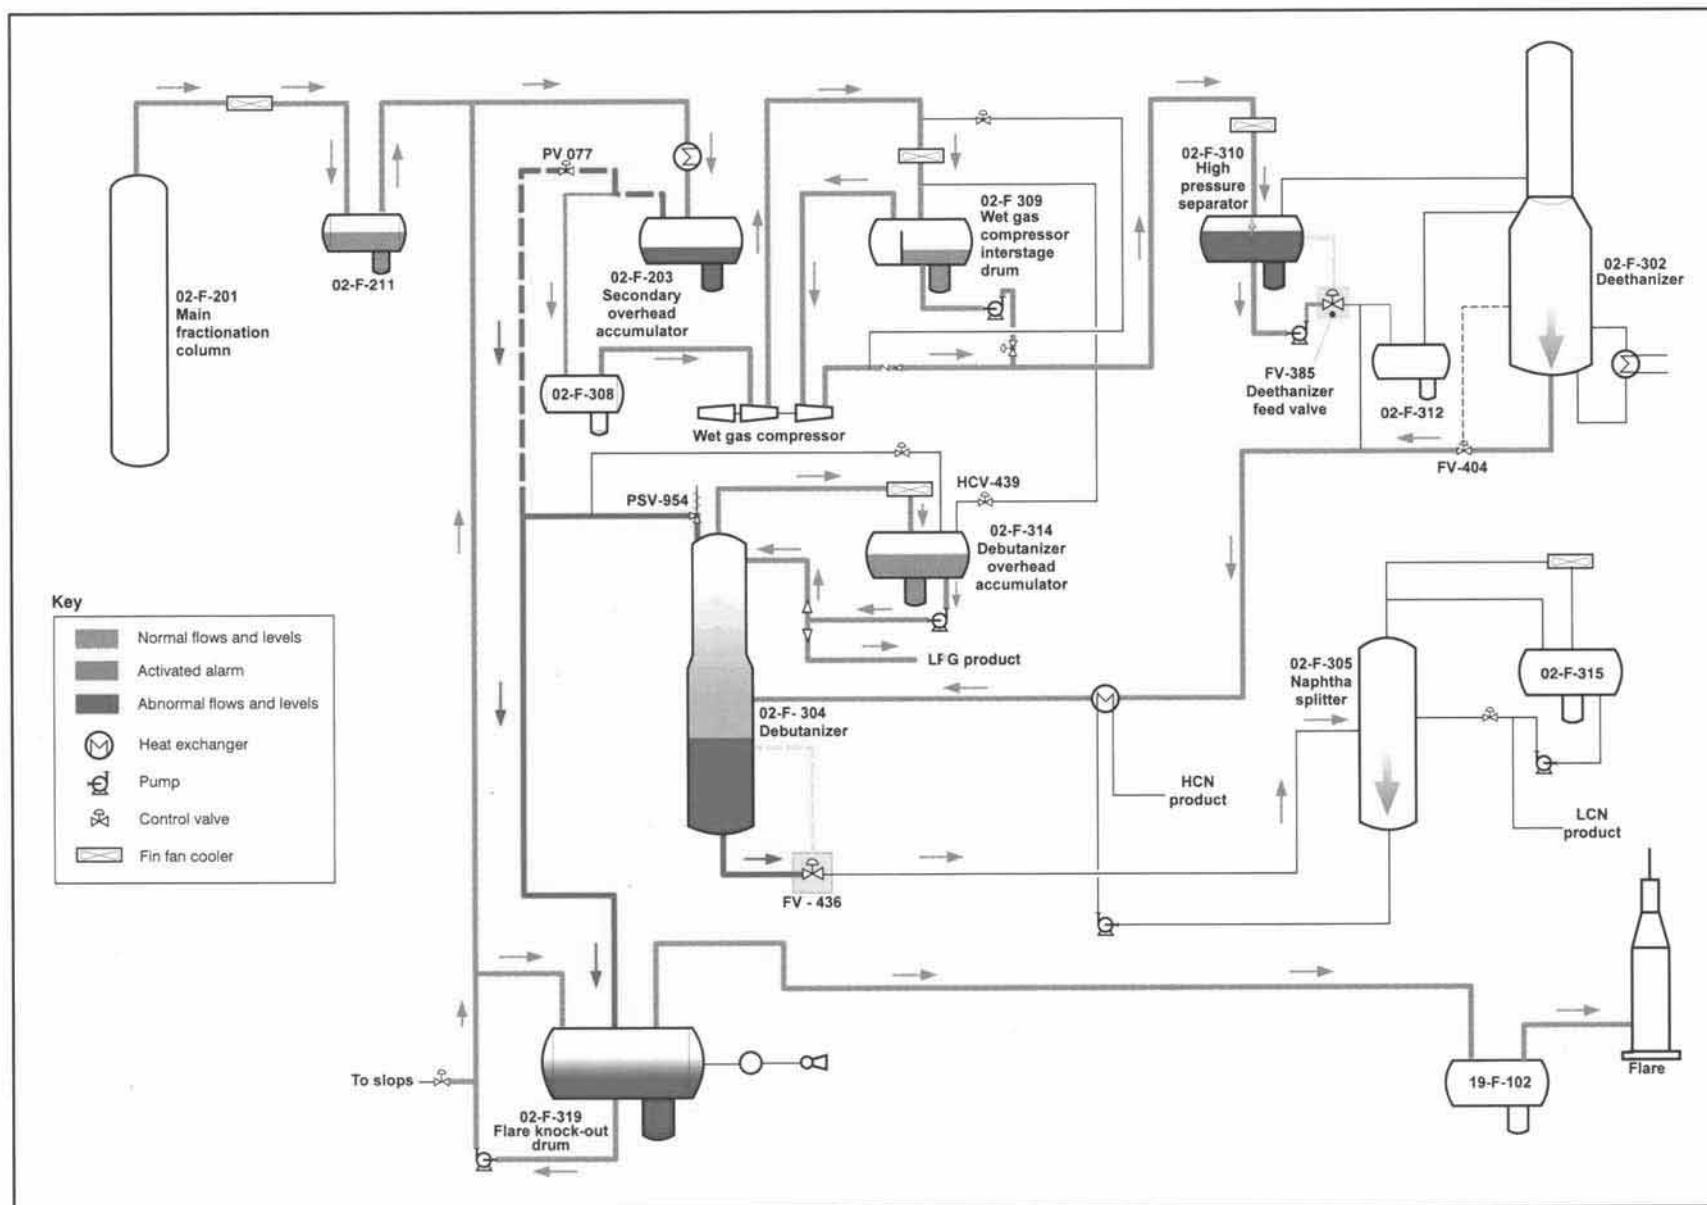 PV 077
02-F-201
Main
fractionation
column
02-F-211
02-F-203
Secondary
overhead
accumulator
02-F 309
Wet gas
compressor
interstage
drum
02-F-310
High
pressure
separator
02-F-302
Deethanizer
02-F-308
Wet gas compressor
FV-385
Deethanizer
feed valve
02-F-312
FV-404
PSV-954
HCV-439
02-F-314
Debutanizer
overhead
accumulator
LPG product
02-F- 304
Debutanizer
FV - 436
HCN
product
02-F-305
Naphtha
splitter
02-F-315
LCN
product
Key
Normal flows and levels
Activated alarm
Abnormal flows and levels
Heat exchanger
Pump
Control valve
Fin fan cooler
To slops
02-F-319
Flare knock-out
drum
19-F-102
Flare